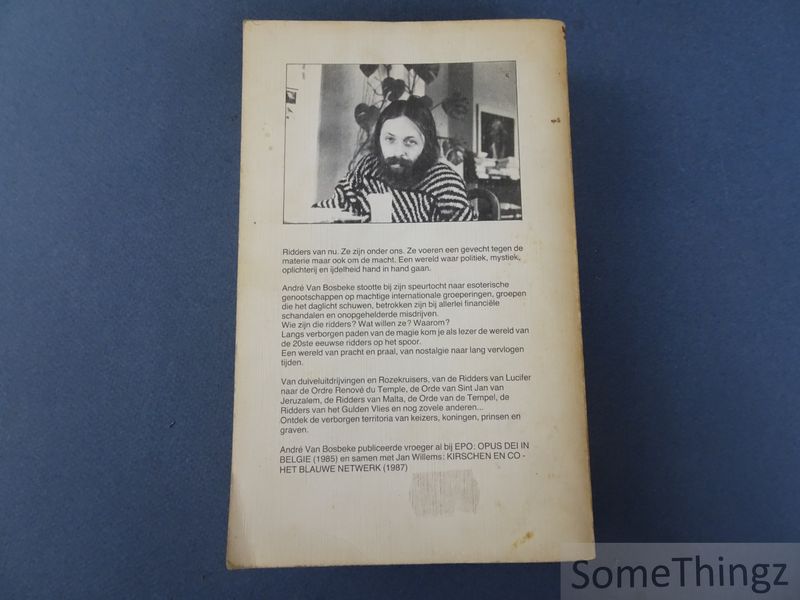 Ridders van nu. Ze zijn onder ons. Ze voeren een gevecht tegen de
materie maar ook om de macht. Een wereld waar politiek, mystiek,
oplichterij en ijdelheid hand in hand gaan.
André Van Bosbeke stootte bij zijn speurtocht naar esoterische
genootschappen op machtige internationale groeperingen, groepen
die het daglicht schuwen, betrokken zijn bij allerlei financiële
schandalen en onopgehelderde misdrijven.
Wie zijn die ridders? Wat willen ze? Waarom?
Langs verborgen paden van de magie kom je als lezer de wereld van
de 20ste eeuwse ridders op het spoor.
Een wereld van pracht en praal, van nostalgie naar lang vervlogen
tijden.
Van duiveluitdrijvingen en Rozekruisers, van de Ridders van Lucifer
naar de Ordre Renové du Temple, de Orde van Sint Jan van
Jeruzalem, de Ridders van Malta, de Orde van de Tempel, de
Ridders van het Gulden Vlies en nog zovele anderen...
Ontdek de verborgen territoria van keizers, koningen, prinsen en
graven.
André Van Bosbeke publiceerde vroeger al bij EPO: OPUS DEI IN
BELGIE (1985) en samen met Jan Willems: KIRSCHEN EN CO -
HET BLAUWE NETWERK (1987)
SomeThingz